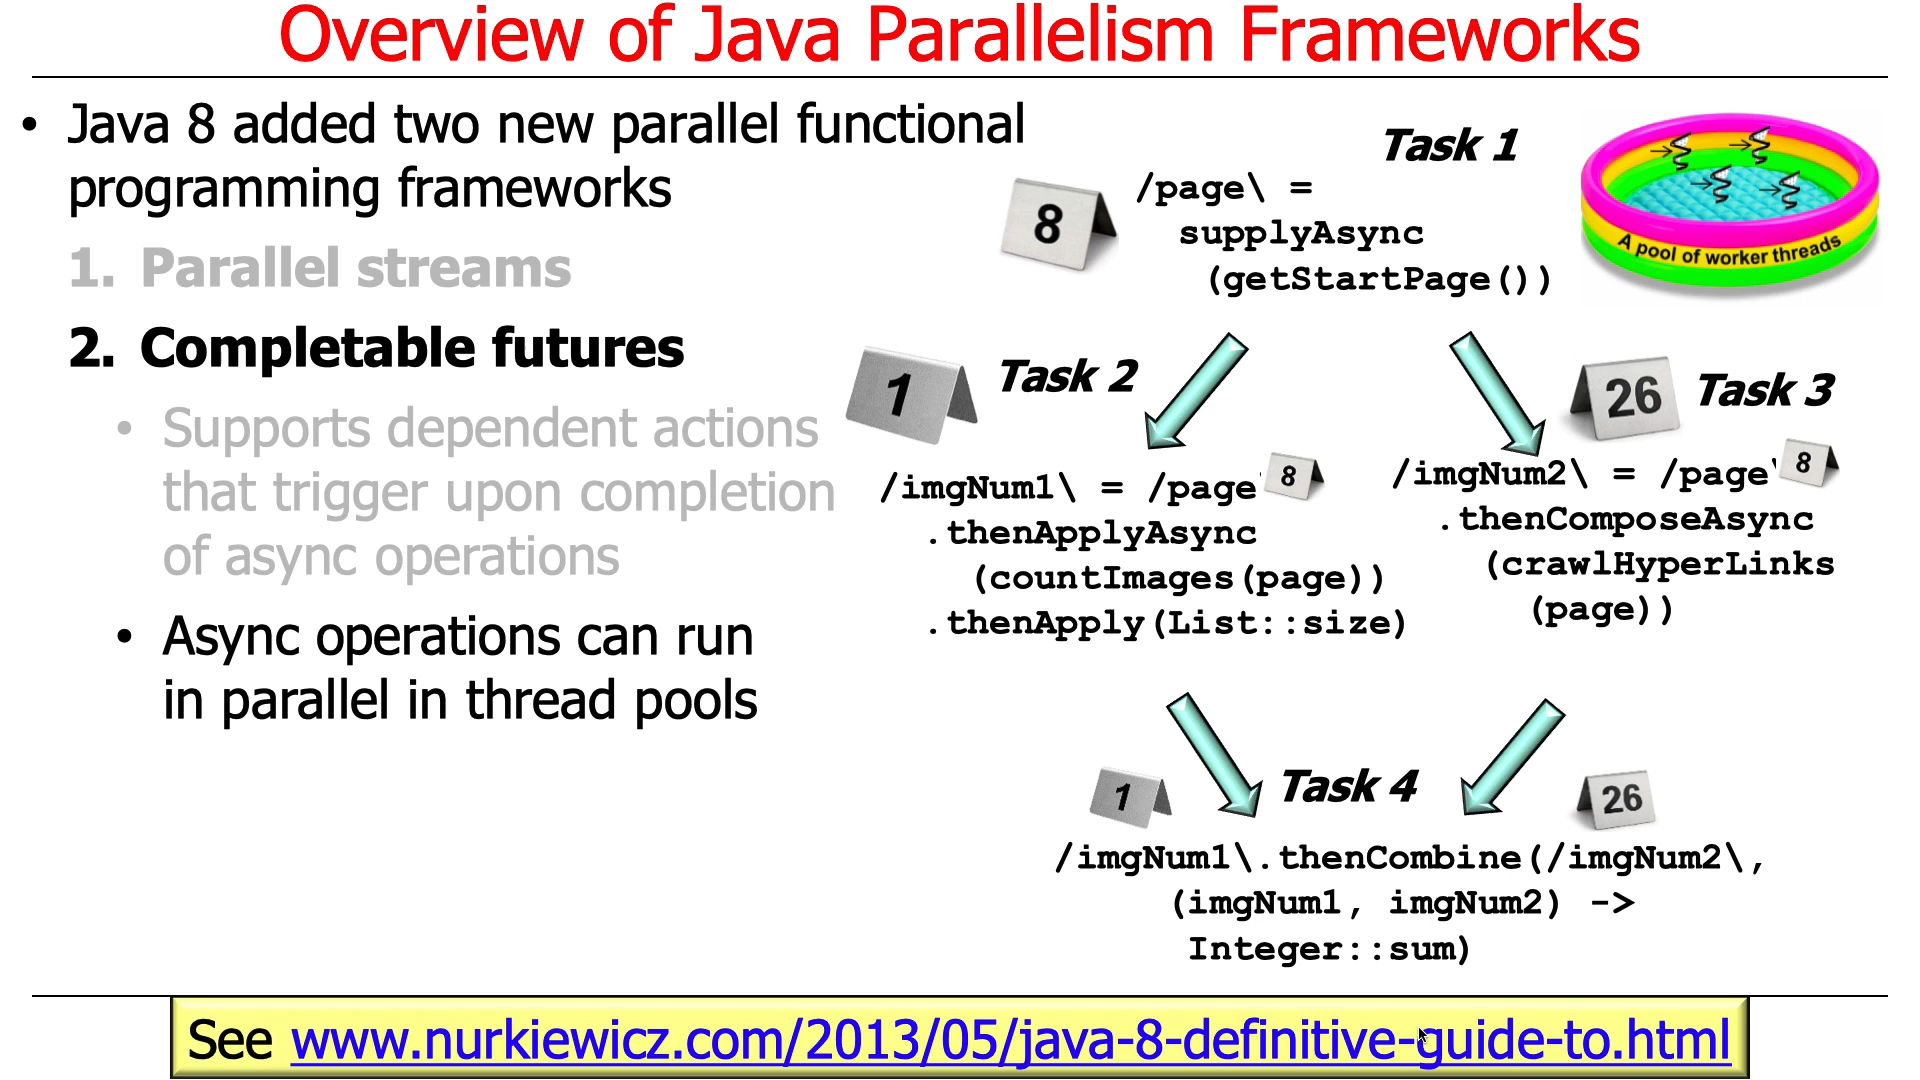 Overview of Java Parallelism Frameworks
• Java 8 added two new parallel functional
programming frameworks
1. Parallel streams
2. Completable futures
• Supports dependent actions
that trigger upon completion
of async operations
• Async operations can run
in parallel in thread pools
Task 1
8
/page\ =
supplyAsync
(getStartPage())
A pool of worker threads
1
Task 2
/imgNum1\ = /page
8
.thenApplyAsync
(countImages(page))
.thenApply(List::size)
26
Task 3
/imgNum2\ = /page\
8
.thenComposeAsync
(crawlHyperLinks
(page))
1
Task 4
26
/imgNum1\.thenCombine(/imgNum2\,
(imgNum1, imgNum2) ->
Integer::sum)
See www.nurkiewicz.com/2013/05/java-8-definitive-guide-to.html